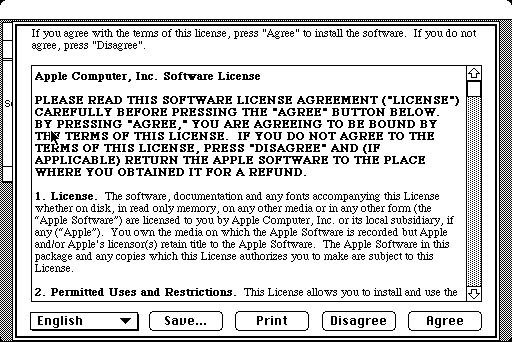 If you agree with the terms of this license, press "Agree" to install the software.  If you do not
agree, press "Disagree".
Apple Computer, Inc. Software License
PLEASE READ THIS SOFTWARE LICENSE AGREEMENT ("LICENSE")
CAREFULLY BEFORE PRESSING THE "AGREE" BUTTON BELOW.
BY PRESSING "AGREE," YOU ARE AGREEING TO BE BOUND BY
THE TERMS OF THIS LICENSE.  IF YOU DO NOT AGREE TO THE
TERMS OF THIS LICENSE, PRESS "DISAGREE" AND (IF
APPLICABLE) RETURN THE APPLE SOFTWARE TO THE PLACE
WHERE YOU OBTAINED IT FOR A REFUND.
1. License.  The software, documentation and any fonts accompanying this License
whether on disk, in read only memory, on any other media or in any other form (the
“Apple Software”) are licensed to you by Apple Computer, Inc. or its local subsidiary, if
any (“Apple”).  You own the media on which the Apple Software is recorded but Apple
and/or Apple's licensor(s) retain title to the Apple Software.  The Apple Software in this
package and any copies which this License authorizes you to make are subject to this
License.
2. Permitted Uses and Restrictions.  This License allows you to install and use the
English
Save...
Print
Disagree
Agree